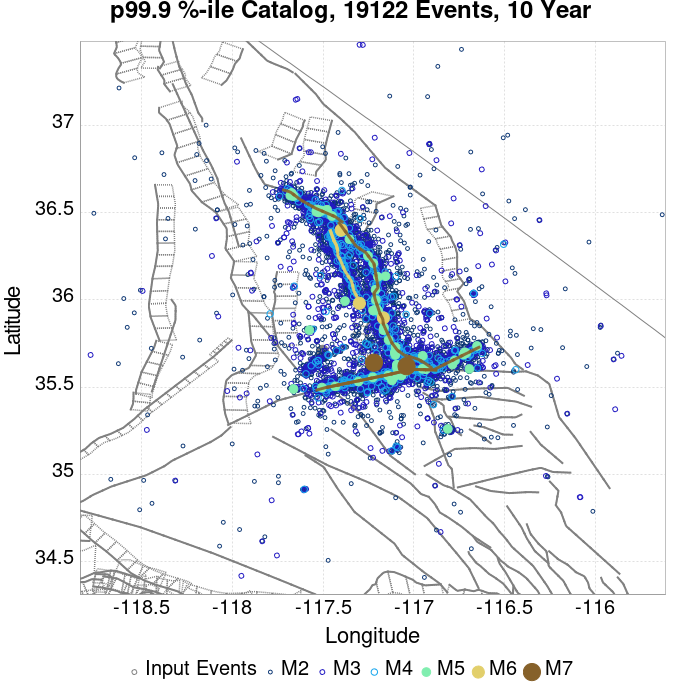 p99.9 %-ile Catalog, 19122 Events, 10 Year
37
36.5
36
35.5
35
34.5
Latitude
-118.5 -118 -117.5 -117 -116.5 -116
Longitude
Input Events M2 M3 M4 M5 M6 M7